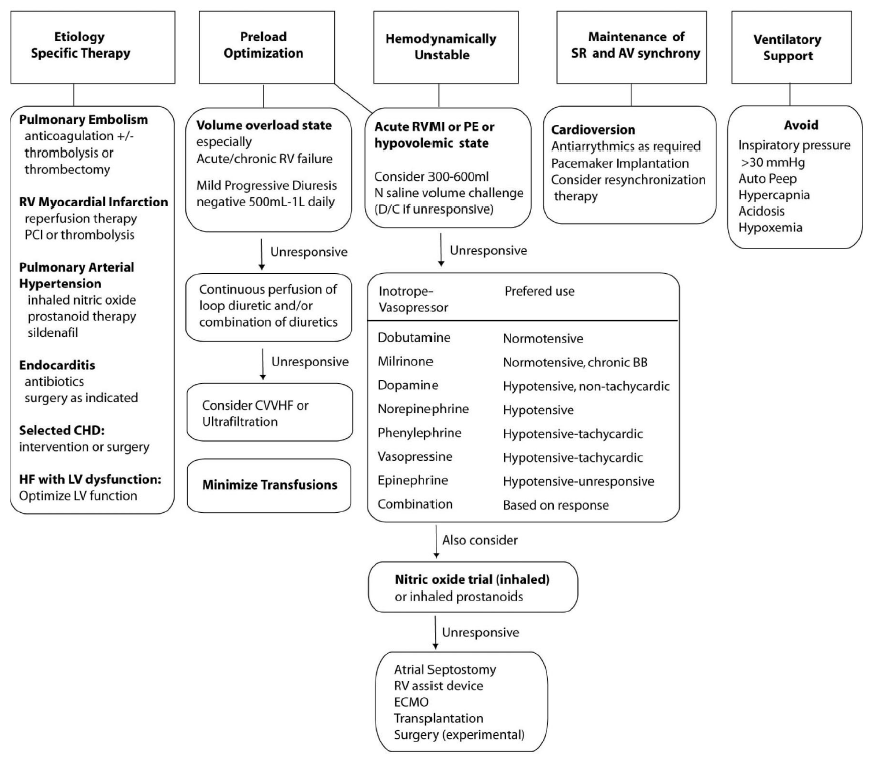 Etiology
Specific Therapy
Preload
Optimization
Hemodynamically
Unstable
Maintenance of
SR and AV synchrony
Ventilatory
Support
Pulmonary Embolism
anticoagulation +/-
thrombolysis or
thrombectomy
RV Myocardial Infarction
reperfusion therapy
PCI or thrombolysis
Pulmonary Arterial
Hypertension
inhaled nitric oxide
prostanoid therapy
sildenafil
Endocarditis
antibiotics
surgery as indicated
Selected CHD:
intervention or surgery
HF with LV dysfunction:
Optimize LV function
Volume overload state
especially
Acute/chronic RV failure
Mild Progressive Diuresis
negative 500mL-1L daily
Unresponsive
Continuous perfusion of
loop diuretic and/or
combination of diuretics
Unresponsive
Consider CVVHF or
Ultrafiltration
Minimize Transfusions
Acute RVMI or PE or
hypovolemic state
Consider 300-600ml
N saline volume challenge
(D/C if unresponsive)
Unresponsive
Inotrope- Prefered use
Vasopressor
Dobutamine Normotensive
Milrinone Normotensive, chronic BB
Dopamine Hypotensive, non-tachycardic
Norepinephrine Hypotensive
Phenylephrine Hypotensive-tachycardic
Vasopressine Hypotensive-tachycardic
Epinephrine Hypotensive-unresponsive
Combination Based on response
Also consider
Nitric oxide trial (inhaled)
or inhaled prostanoids
Unresponsive
Atrial Septostomy
RV assist device
ECMO
Transplantation
Surgery (experimental)
Cardioversion
Antiarrythmics as required
Pacemaker Implantation
Consider resynchronization
therapy
Avoid
Inspiratory pressure
>30 mmHg
Auto Peep
Hypercapnia
Acidosis
Hypoxemia